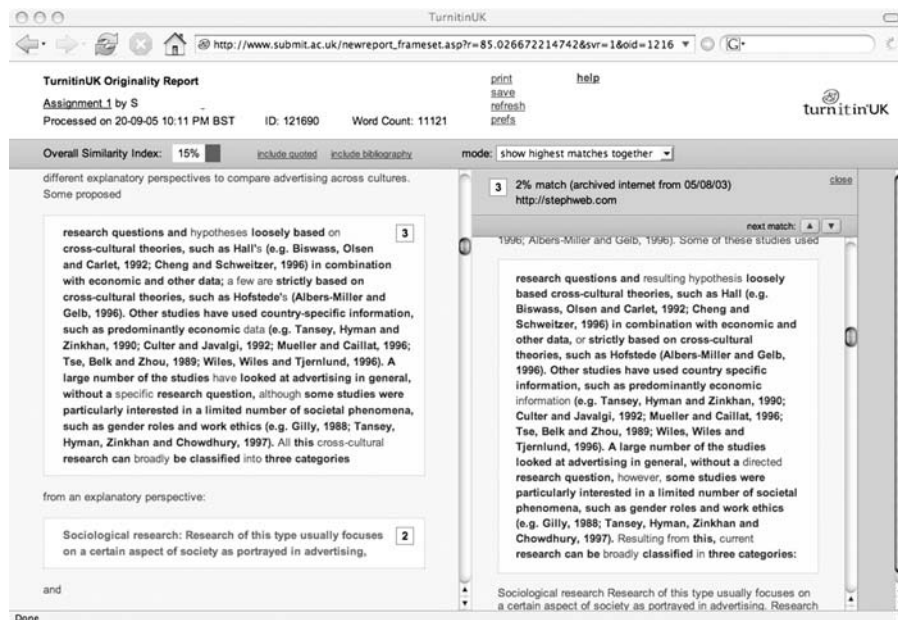 TurnitinUK
http://www.submit.ac.uk/newreport_frameset.asp?r=85.026672214742&svr=1&oid=1216
G
TurnitinUK Originality Report
Assignment 1 by S
Processed on 20-09-05 10:11 PM BST ID: 121690 Word Count: 11121
print
save
refresh
prefs
help
turnitin'UK
Overall Similarity Index: 15% include quoted include bibliography mode: show highest matches together
different explanatory perspectives to compare advertising across cultures.
Some proposed
3
research questions and hypotheses loosely based on
cross-cultural theories, such as Hall's (e.g. Biswass, Olsen
and Carlet, 1992; Cheng and Schweitzer, 1996) in combination
with economic and other data; a few are strictly based on
cross-cultural theories, such as Hofstede's (Albers-Miller and
Gelb, 1996). Other studies have used country-specific information,
such as predominantly economic data (e.g. Tansey, Hyman and
Zinkhan, 1990; Culter and Javalgi, 1992; Mueller and Caillat, 1996;
Tse, Belk and Zhou, 1989; Wiles, Wiles and Tjernlund, 1996). A
large number of the studies have looked at advertising in general,
without a specific research question, although some studies were
particularly interested in a limited number of societal phenomena,
such as gender roles and work ethics (e.g. Gilly, 1988; Tansey,
Hyman, Zinkhan and Chowdhury, 1997). All this cross-cultural
research can broadly be classified into three categories
from an explanatory perspective:
Sociological research: Research of this type usually focuses
on a certain aspect of society as portrayed in advertising,
2
and
3 2% match (archived internet from 05/08/03)
http://stephweb.com
close
next match:
1996; Albers-Miller and Gelb, 1996). Some of these studies used
research questions and resulting hypothesis loosely
based cross-cultural theories, such as Hall (e.g.
Biswass, Olsen and Carlet, 1992; Cheng and
Schweitzer, 1996) in combination with economic and
other data, or strictly based on cross-cultural
theories, such as Hofstede (Albers-Miller and Gelb,
1996). Other studies have used country specific
information, such as predominantly economic
information (e.g. Tansey, Hyman and Zinkhan, 1990;
Culter and Javalgi, 1992; Mueller and Caillat, 1996;
Tse, Belk and Zhou, 1989; Wiles, Wiles and
Tjernlund, 1996). A large number of the studies
looked at advertising in general, without a directed
research question, however, some studies were
particularly interested in a limited number of societal
phenomena, such as gender roles and work ethics
(e.g. Gilly, 1988; Tansey, Hyman, Zinkhan and
Chowdhury, 1997). Resulting from this, current
research can be broadly classified in three categories:
Sociological research Research of this type usually focuses on
a certain aspect of society as portrayed in advertising. Research
Done